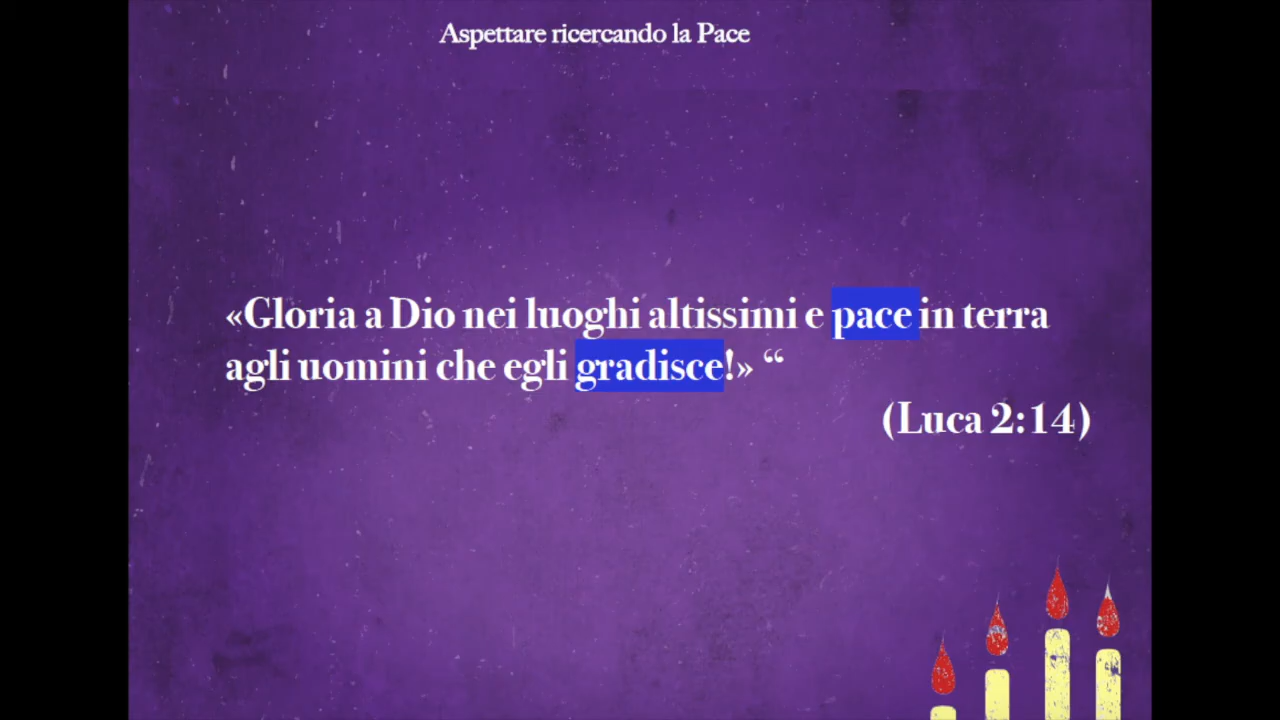 Aspettare ricercando la Pace
«Gloria a Dio nei luoghi altissimi e pace in terra
agli uomini che egli gradisce!» “
(Luca 2:14)